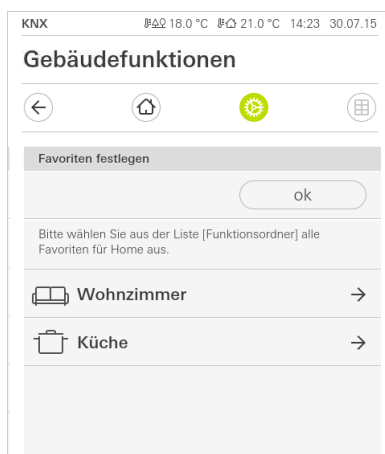 KNX 18.0 °C 21.0 °C 14:23 30.07.15
Gebäudefunktionen
Favoriten festlegen
ok
Bitte wählen Sie aus der Liste [Funktionsordner] alle
Favoriten für Home aus.
Wohnzimmer
Küche